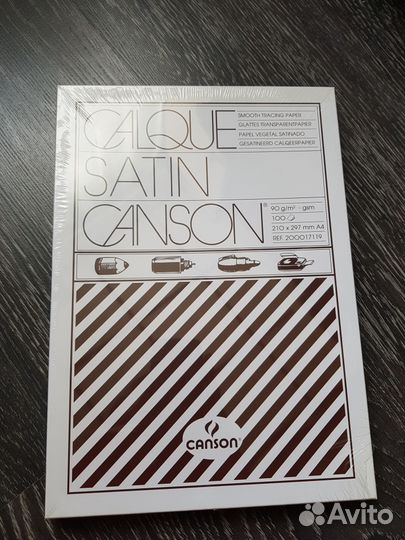 CALQUE
SATIN
CANSON®
SMOOTH TRACING PAPER
GLATTES TRANSPARENTPAPIER
PAPEL VEGETAL SATINADO
GESATINEERD CALQEERPAPIER
90 g/m² - gsm
100
210 x 297 mm A4
REF. 200017119
CANSON®
Avito